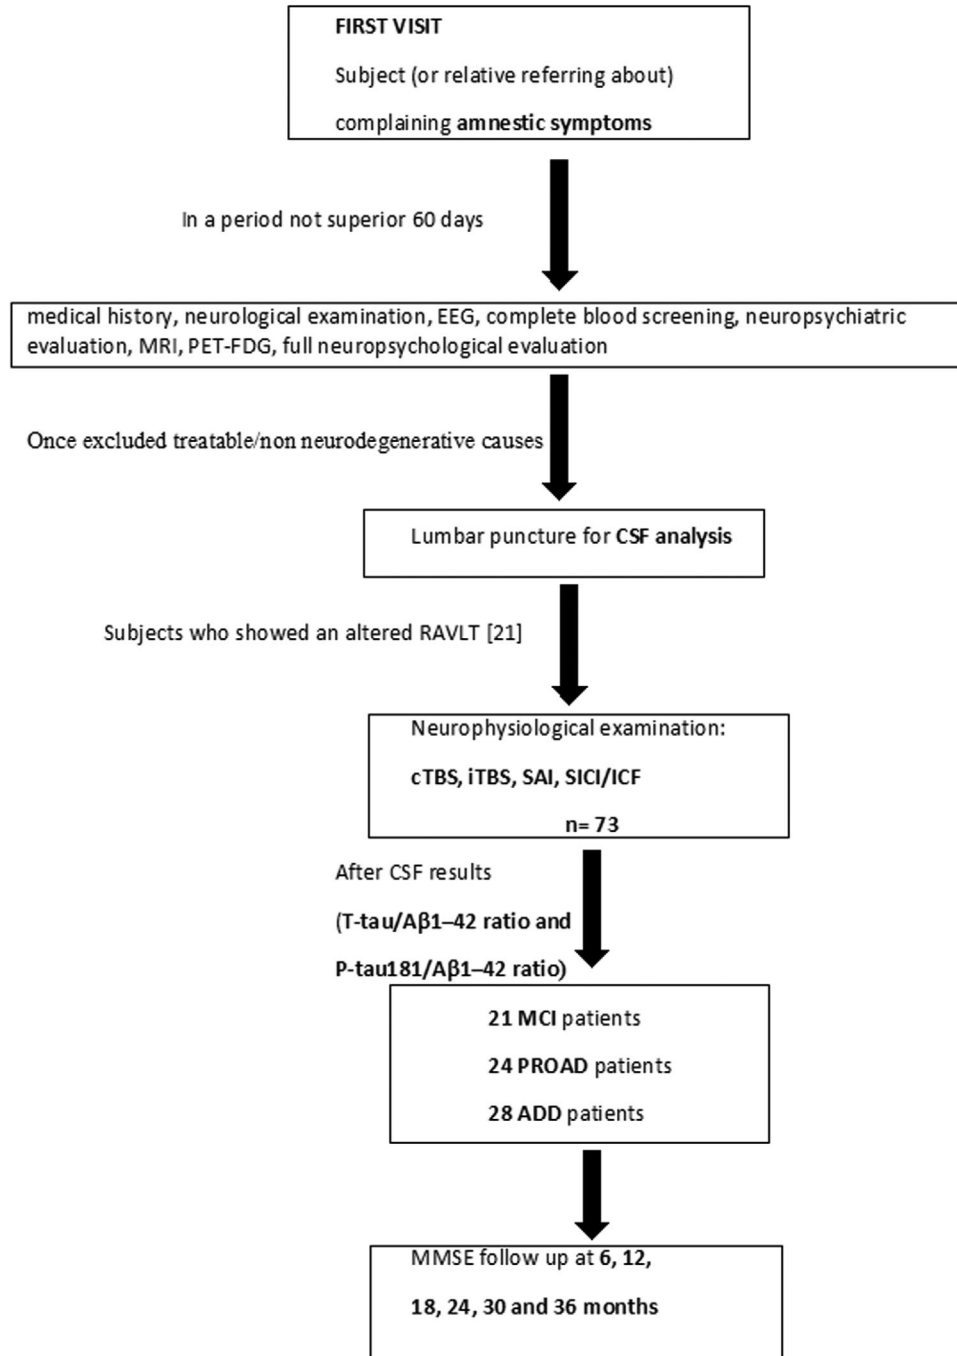 FIRST VISIT
Subject (or relative referring about)
complaining amnestic symptoms
In a period not superior 60 days
medical history, neurological examination, EEG, complete blood screening, neuropsychiatric
evaluation, MRI, PET-FDG, full neuropsychological evaluation
Once excluded treatable/non neurodegenerative causes
Lumbar puncture for CSF analysis
Subjects who showed an altered RAVLT [21]
Neurophysiological examination:
cTBS, iTBS, SAI, SICI/ICF
n= 73
After CSF results
(T-tau/Aβ1–42 ratio and
P-tau181/Aβ1–42 ratio)
21 MCI patients
24 PROAD patients
28 ADD patients
MMSE follow up at 6, 12,
18, 24, 30 and 36 months